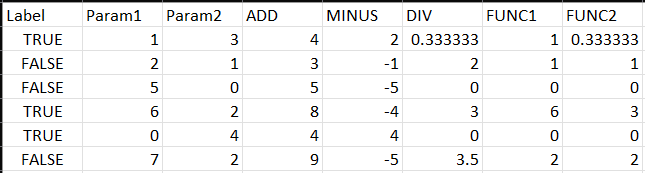 Label Param1 Param2 ADD MINUS DIV FUNC1 FUNC2
TRUE 1 3 4 2 0.333333 1 0.333333
FALSE 2 1 3 -1 2 1 1
FALSE 5 0 5 -5 0 0 0
TRUE 6 2 8 -4 3 6 3
TRUE 0 4 4 4 0 0 0
FALSE 7 2 9 -5 3.5 2 2